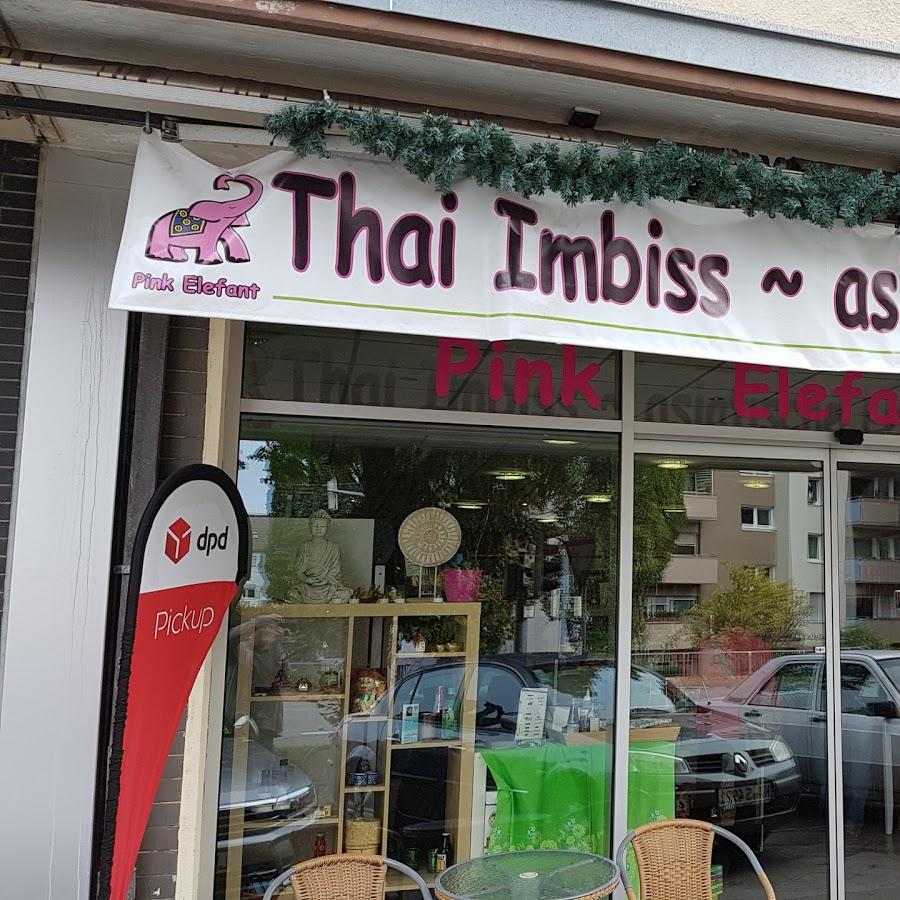 Thai Imbiss ~ as
Pink Elefant
Pink Elefa
dpd
Pickup